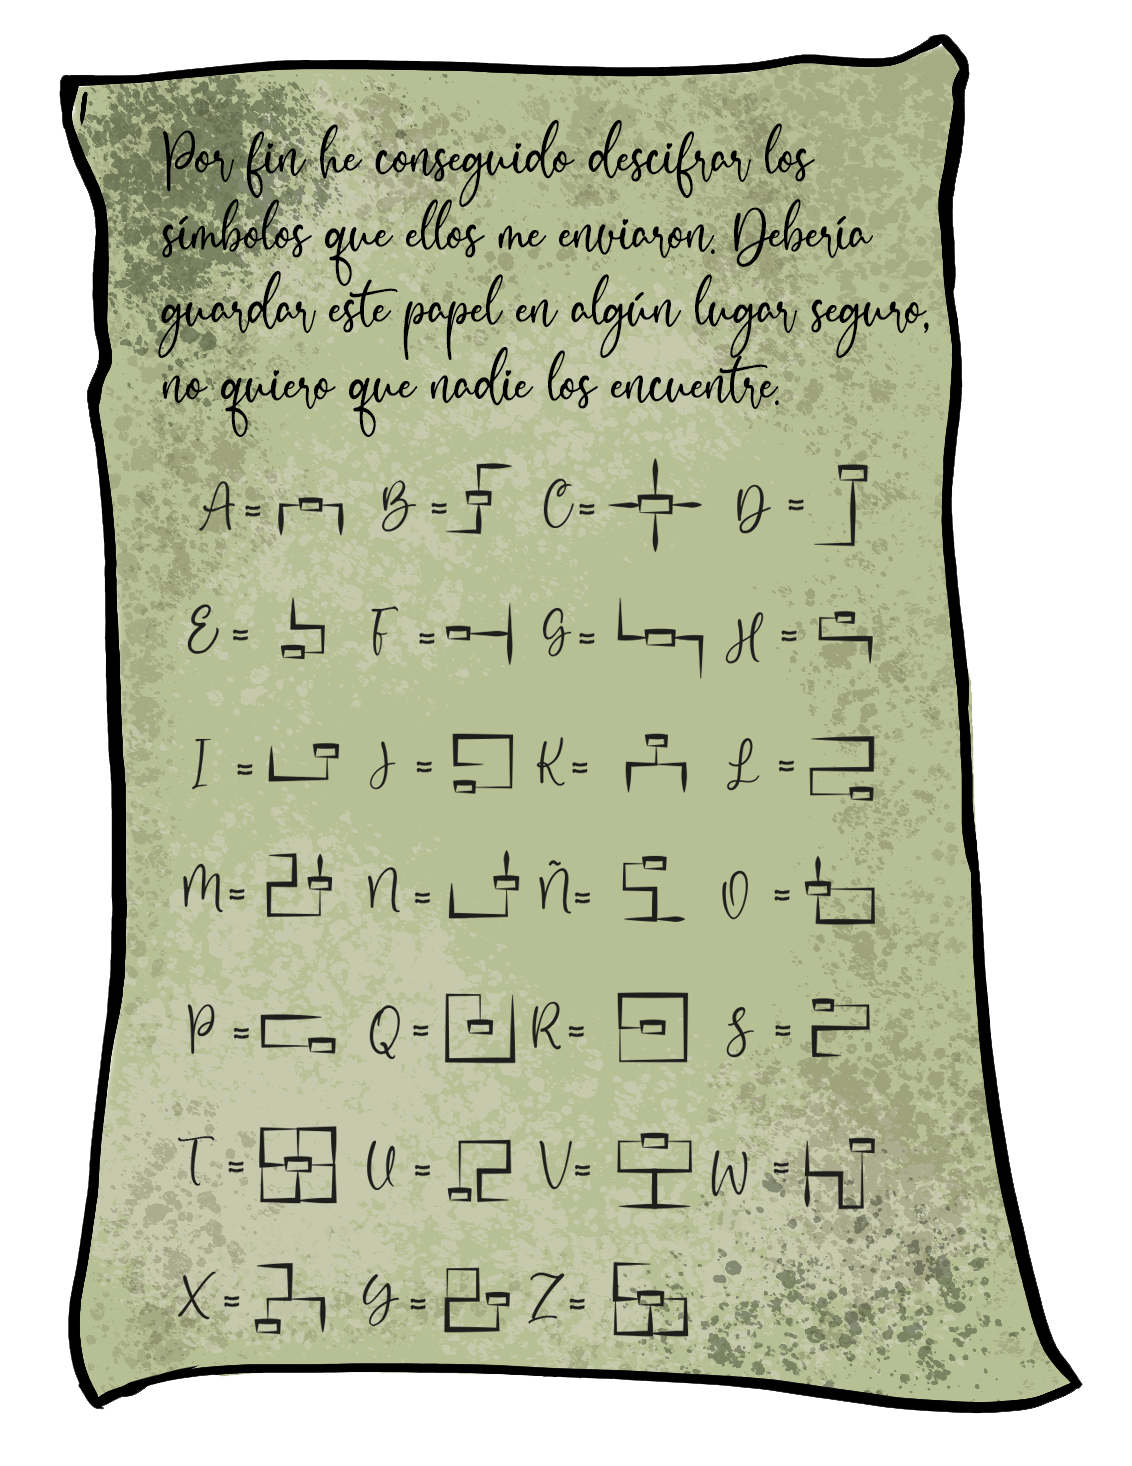 Por fin he conseguido descifrar los
símbolos que ellos me enviaron. Debería
guardar este papel en algún lugar seguro,
no quiero que nadie los encuentre.
A = B = C = D =
E = F = G = H =
I = J = K = L =
M = N = Ñ = O =
P = Q = R = S =
T = U = V = W =
X = Y = Z =